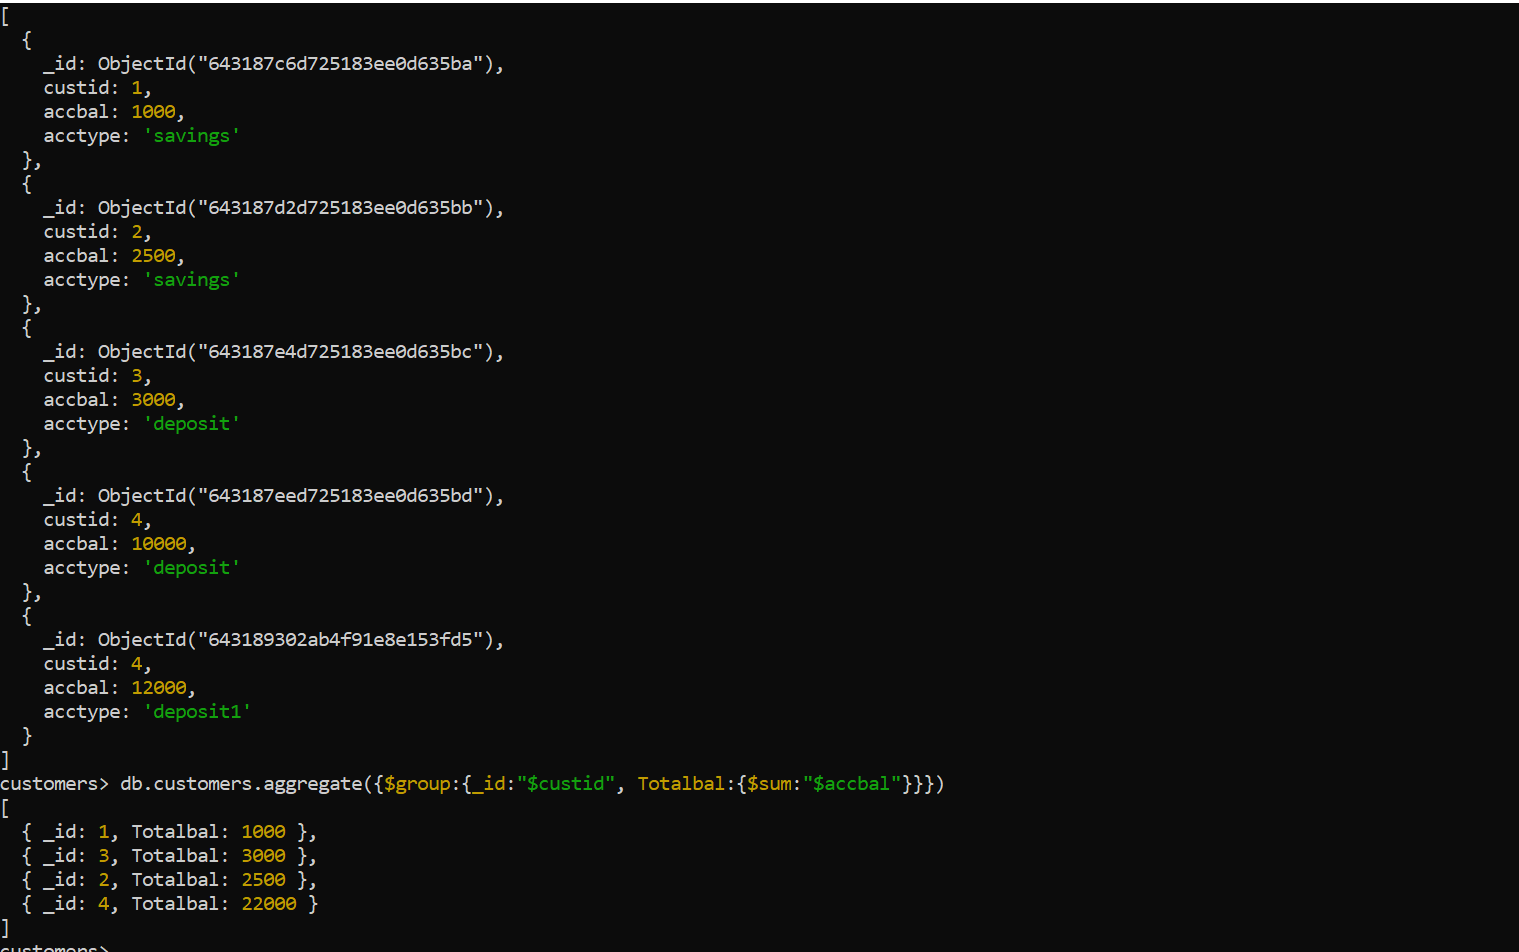 [
  {
    _id: ObjectId("643187c6d725183ee0d635ba"),
    custid: 1,
    accbal: 1000,
    acctype: 'savings'
  },
  {
    _id: ObjectId("643187d2d725183ee0d635bb"),
    custid: 2,
    accbal: 2500,
    acctype: 'savings'
  },
  {
    _id: ObjectId("643187e4d725183ee0d635bc"),
    custid: 3,
    accbal: 3000,
    acctype: 'deposit'
  },
  {
    _id: ObjectId("643187eed725183ee0d635bd"),
    custid: 4,
    accbal: 10000,
    acctype: 'deposit'
  },
  {
    _id: ObjectId("643189302ab4f91e8e153fd5"),
    custid: 4,
    accbal: 12000,
    acctype: 'deposit1'
  }
]
customers> db.customers.aggregate({$group:{_id:"$custid", Totalbal:{$sum:"$accbal"}}})
[
  { _id: 1, Totalbal: 1000 },
  { _id: 3, Totalbal: 3000 },
  { _id: 2, Totalbal: 2500 },
  { _id: 4, Totalbal: 22000 }
]
customers>